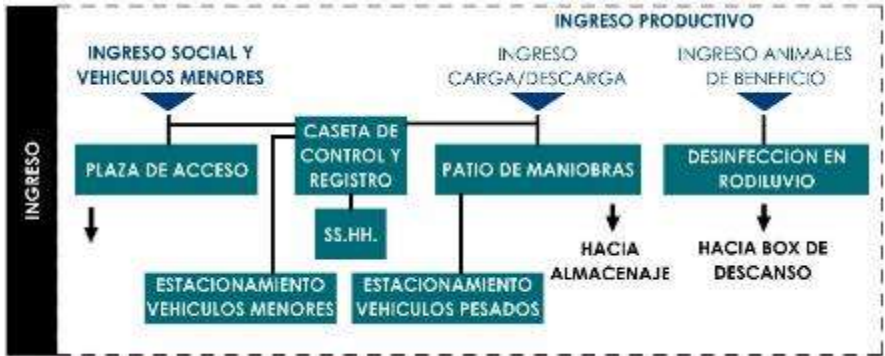 INGRESO
INGRESO PRODUCTIVO
INGRESO SOCIAL Y
VEHICULOS MENORES
INGRESO
CARGA/DESCARGA
INGRESO ANIMALES
DE BENEFICIO
PLAZA DE ACCESO
CASETA DE
CONTROL Y
REGISTRO
PATIO DE MANIOBRAS
DESINFECCIÓN EN
RODILUVIO
SS.HH.
HACIA
ALMACENAJE
HACIA BOX DE
DESCANSO
ESTACIONAMIENTO
VEHICULOS MENORES
ESTACIONAMIENTO
VEHICULOS PESADOS